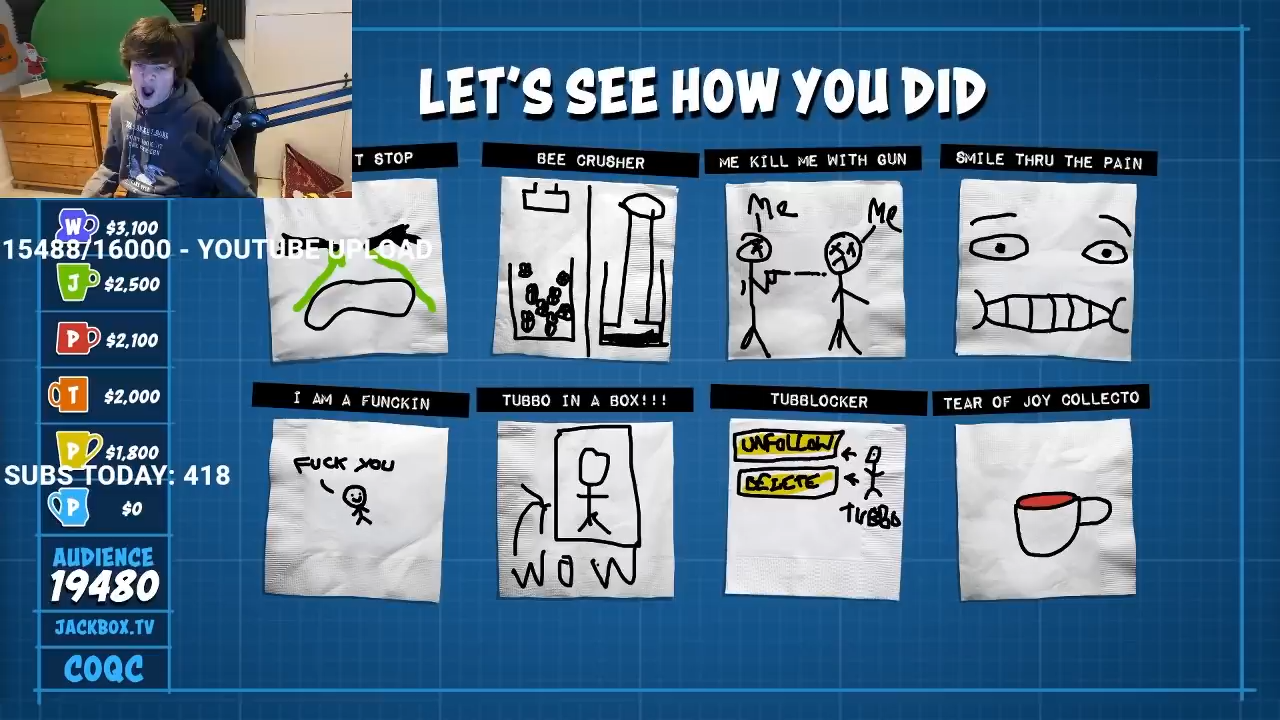 LET'S SEE HOW YOU DID
T STOP
BEE CRUSHER
ME KILL ME WITH GUN
SMILE THRU THE PAIN
Me
Me
W $3,100
15488/16000 - YOUTUBE UPLOAD
J $2,500
P $2,100
T $2,000
P $1,800
SUBS TODAY: 418
P $0
I AM A FUNCKIN
TUBBO IN A BOX!!!
TUBBLOCKER
TEAR OF JOY COLLECTO
FUCK YOU
WOW
UNFOLLOW
DELETE
TUBBO
AUDIENCE
19480
JACKBOX.TV
COQC